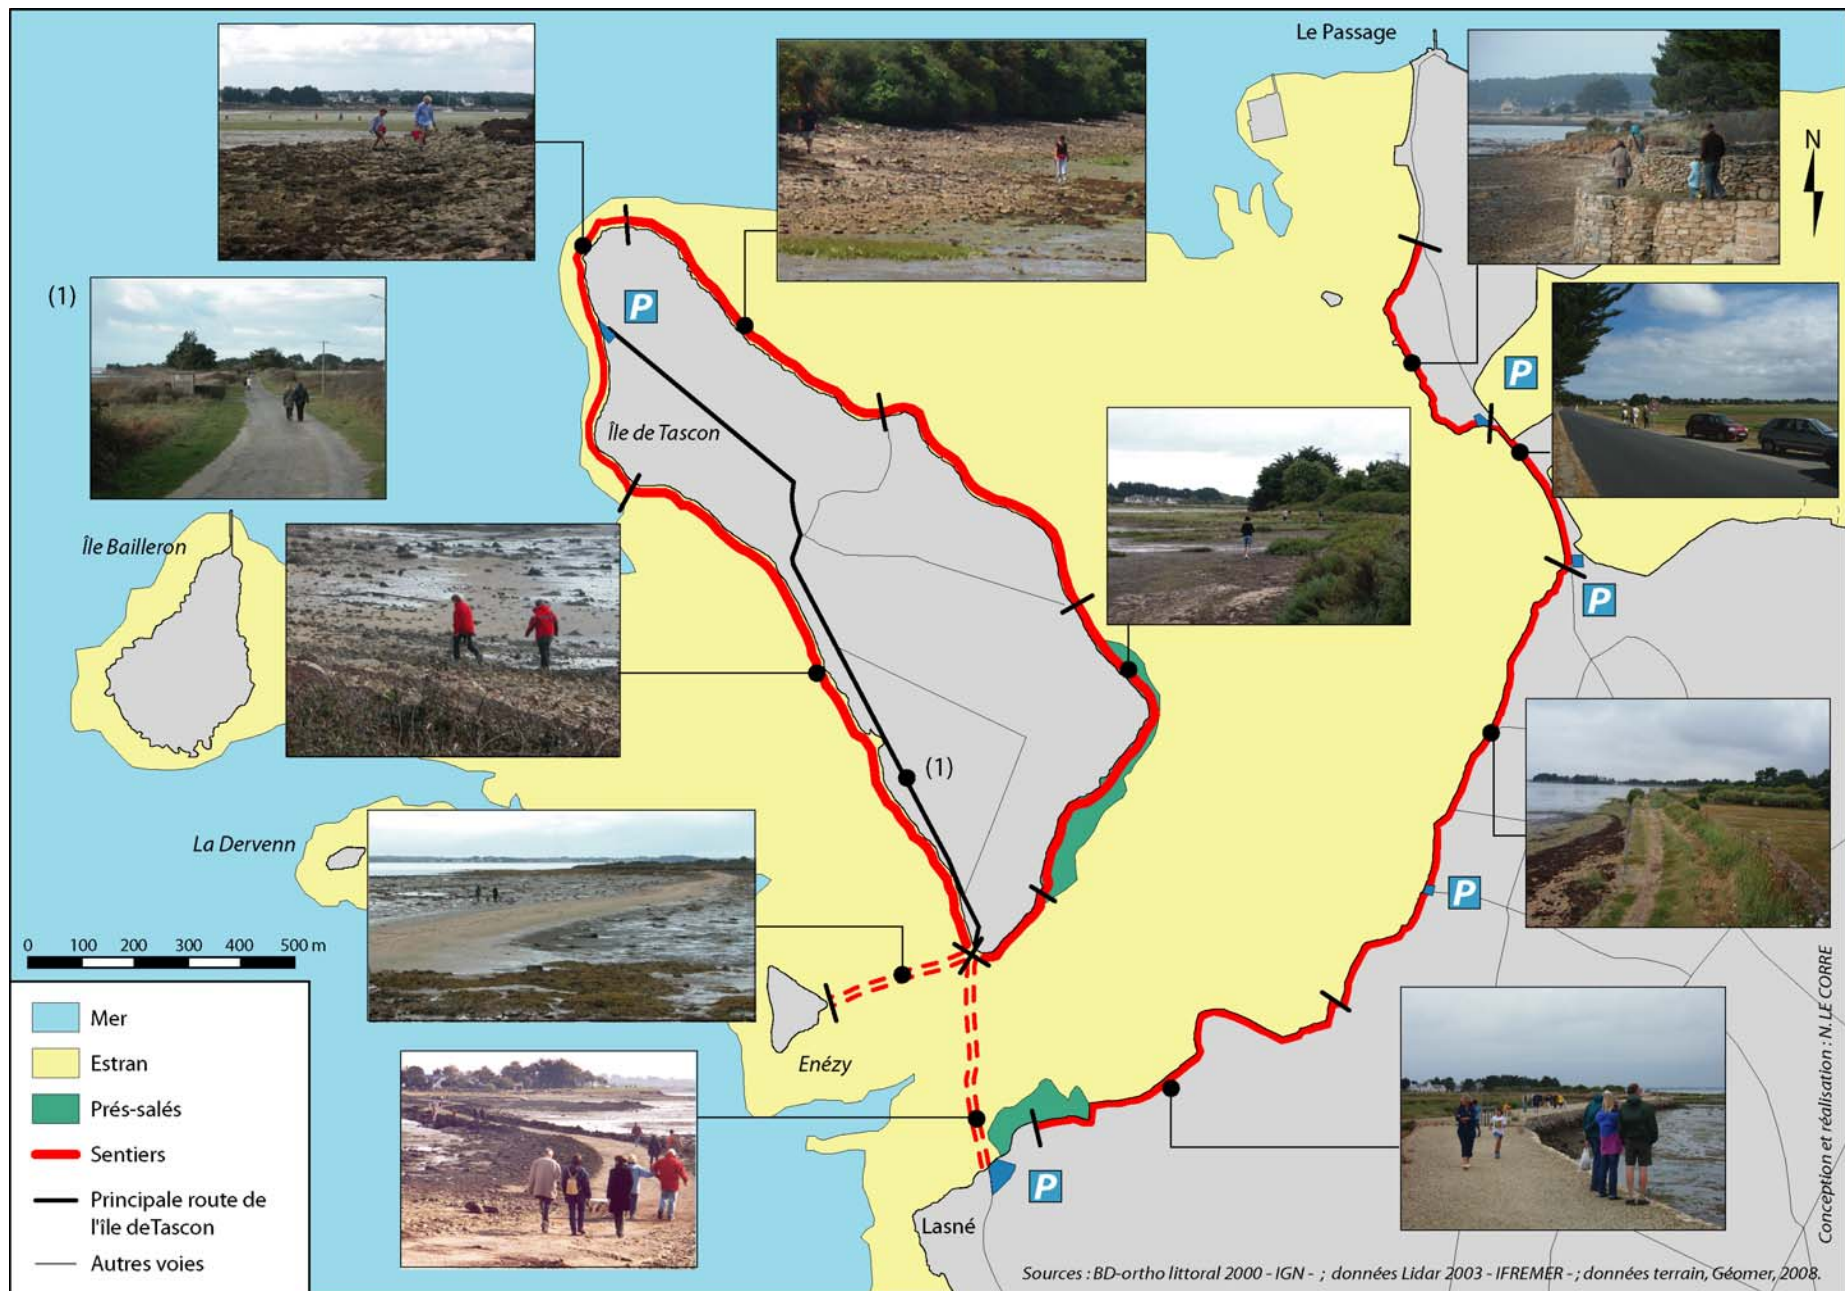 Le Passage
N
(1)
P
P
Île de Tascon
Île Bailleron
P
(1)
La Dervenn
P
0 100 200 300 400 500 m
Enézy
Mer
Estran
Prés-salés
Sentiers
Principale route de
l'île de Tascon
Autres voies
P
Lasné
Conception et réalisation : N. LE CORRE
Sources : BD-ortho littoral 2000 - IGN - ; données Lidar 2003 - IFREMER - ; données terrain, Géomer, 2008.